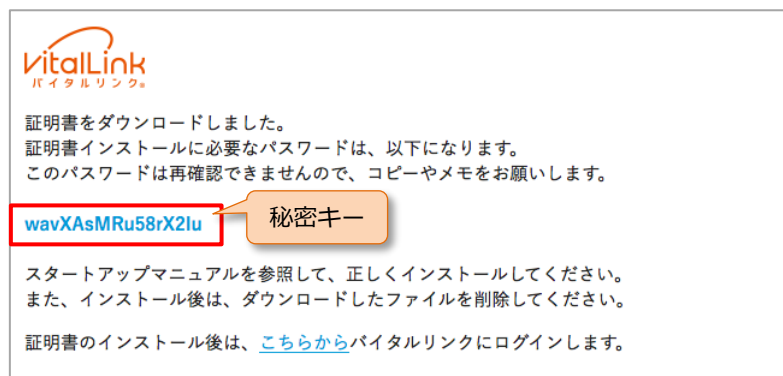 VitalLink
バイタルリンク®
証明書をダウンロードしました。
証明書インストールに必要なパスワードは、以下になります。
このパスワードは再確認できませんので、コピーやメモをお願いします。
wavXAsMRu58rX2lu
秘密キー
スタートアップマニュアルを参照して、正しくインストールしてください。
また、インストール後は、ダウンロードしたファイルを削除してください。
証明書のインストール後は、こちらからバイタルリンクにログインします。